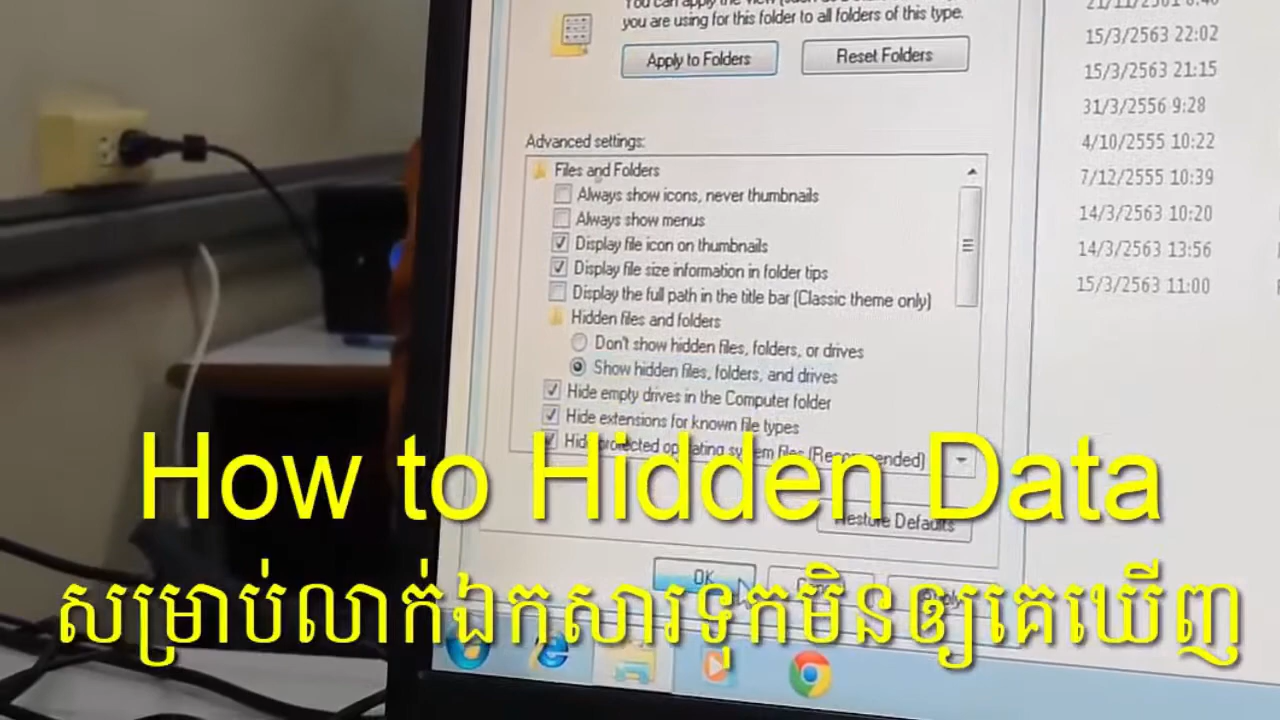 you are using for this folder to all folders of this type.
Apply to Folders
Reset Folders
Advanced settings:
Files and Folders
Always show icons, never thumbnails
Always show menus
Display file icon on thumbnails
Display file size information in folder tips
Display the full path in the title bar (Classic theme only)
Hidden files and folders
Don't show hidden files, folders, or drives
Show hidden files, folders, and drives
Hide empty drives in the Computer folder
Hide extensions for known file types
Hide protected operating system files (Recommended)
Restore Defaults
OK
Apply
15/3/2563 22:02
15/3/2563 21:15
31/3/2556 9:28
4/10/2555 10:22
7/12/2555 10:39
14/3/2563 10:20
14/3/2563 13:56
15/3/2563 11:00
How to Hidden Data
សម្រាប់លាក់ឯកសារទុកមិនឲ្យគេឃើញ